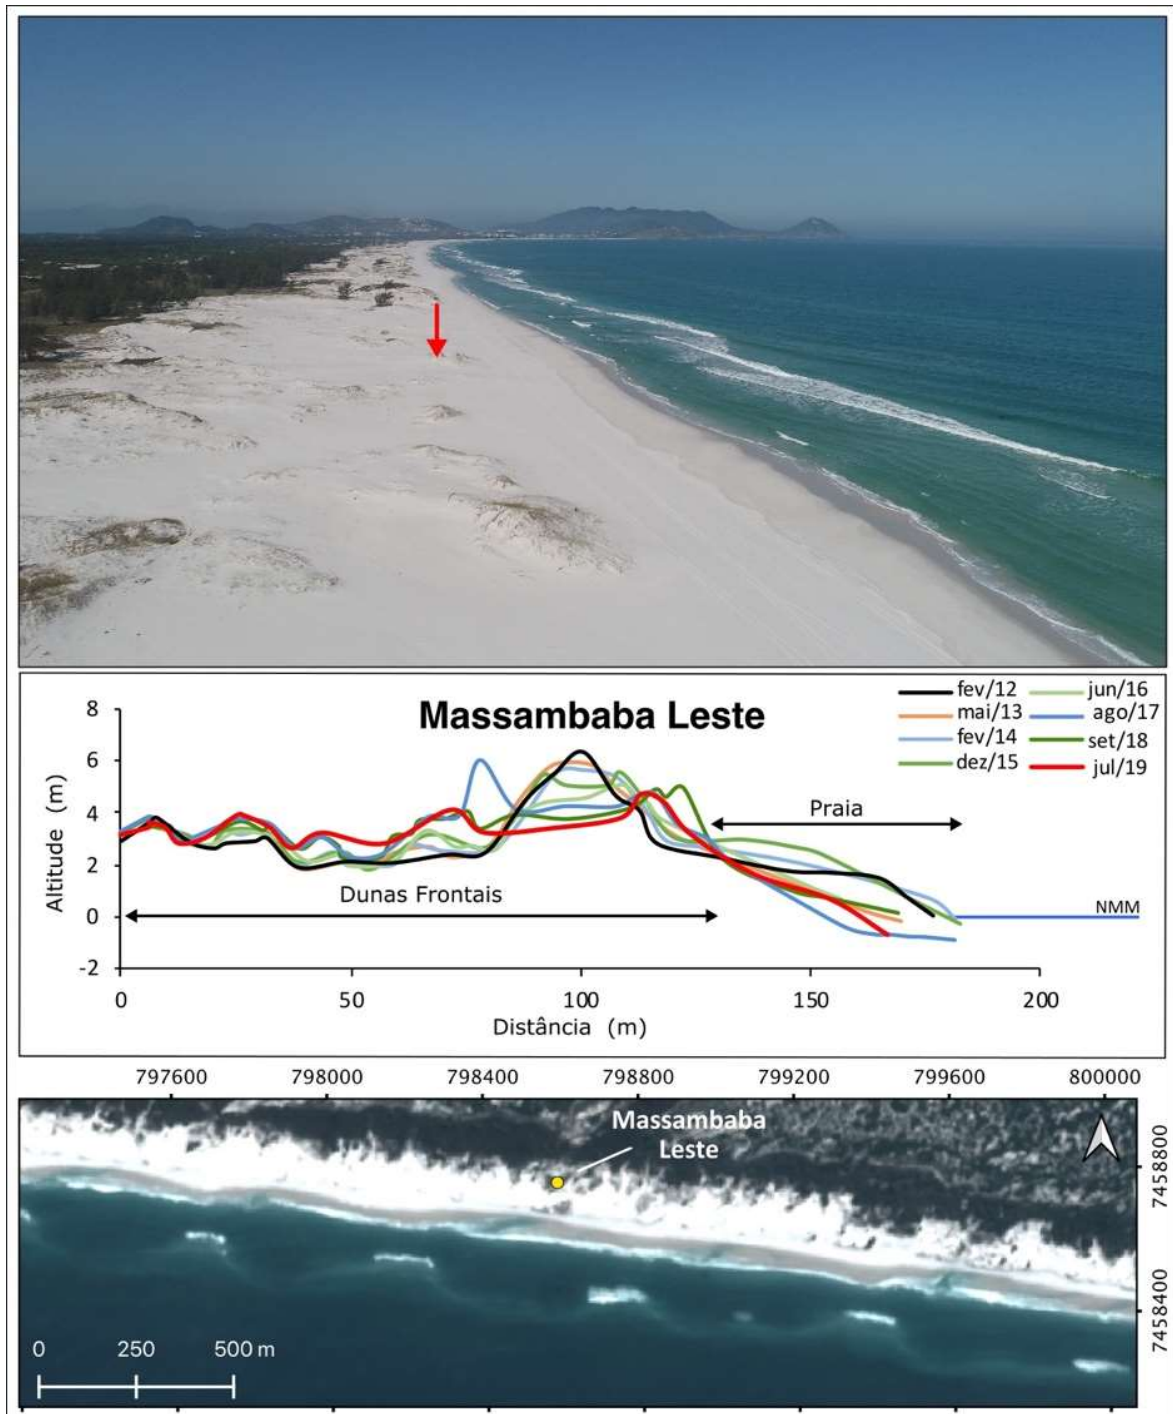 Massambaba Leste
fev/12
jun/16
mai/13
ago/17
fev/14
set/18
dez/15
jul/19
8
6
4
2
0
-2
Altitude (m)
Praia
Dunas Frontais
NMM
0 50 100 150 200
Distância (m)
797600 798000 798400 798800 799200 799600 800000
Massambaba
Leste
7458800
7458400
0 250 500 m